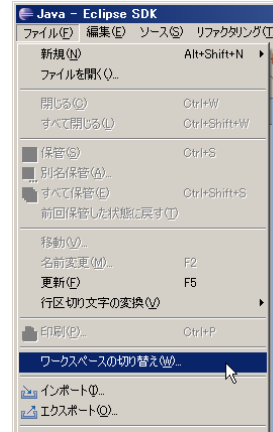 Java - Eclipse SDK
ファイル(F) 編集(E) ソース(S) リファクタリング(T
新規(N) Alt+Shift+N
ファイルを開く()...
閉じる(C) Ctrl+W
すべて閉じる(L) Ctrl+Shift+W
保管(S) Ctrl+S
別名保管(A)...
すべて保管(E) Ctrl+Shift+S
前回保管した状態に戻す(T)
移動(V)...
名前変更(M)... F2
更新(F) F5
行区切り文字の変換(V)
印刷(P)... Ctrl+P
ワークスペースの切り替え(W)...
インポート(I)...
エクスポート(O)...